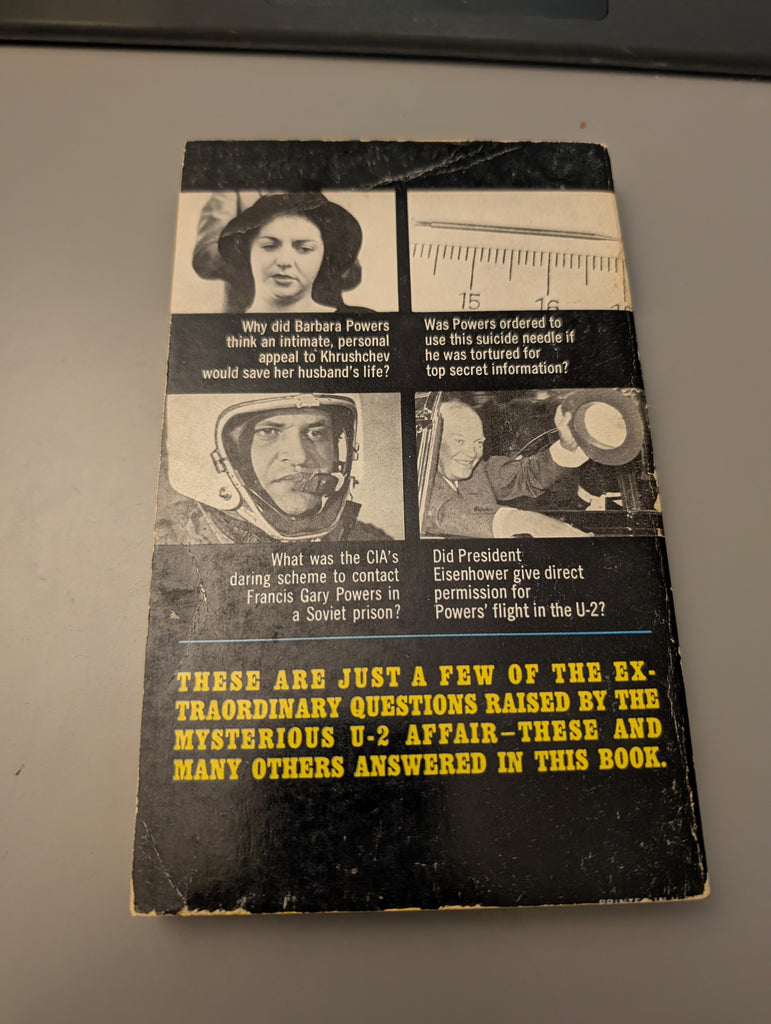 15
16
Why did Barbara Powers
think an intimate, personal
appeal to Khrushchev
would save her husband's life?
Was Powers ordered to
use this suicide needle if
he was tortured for
top secret information?
What was the CIA's
daring scheme to contact
Francis Gary Powers in
a Soviet prison?
Did President
Eisenhower give direct
permission for
Powers' flight in the U-2?
THESE ARE JUST A FEW OF THE EX-
TRAORDINARY QUESTIONS RAISED BY THE
MYSTERIOUS U-2 AFFAIR—THESE AND
MANY OTHERS ANSWERED IN THIS BOOK.